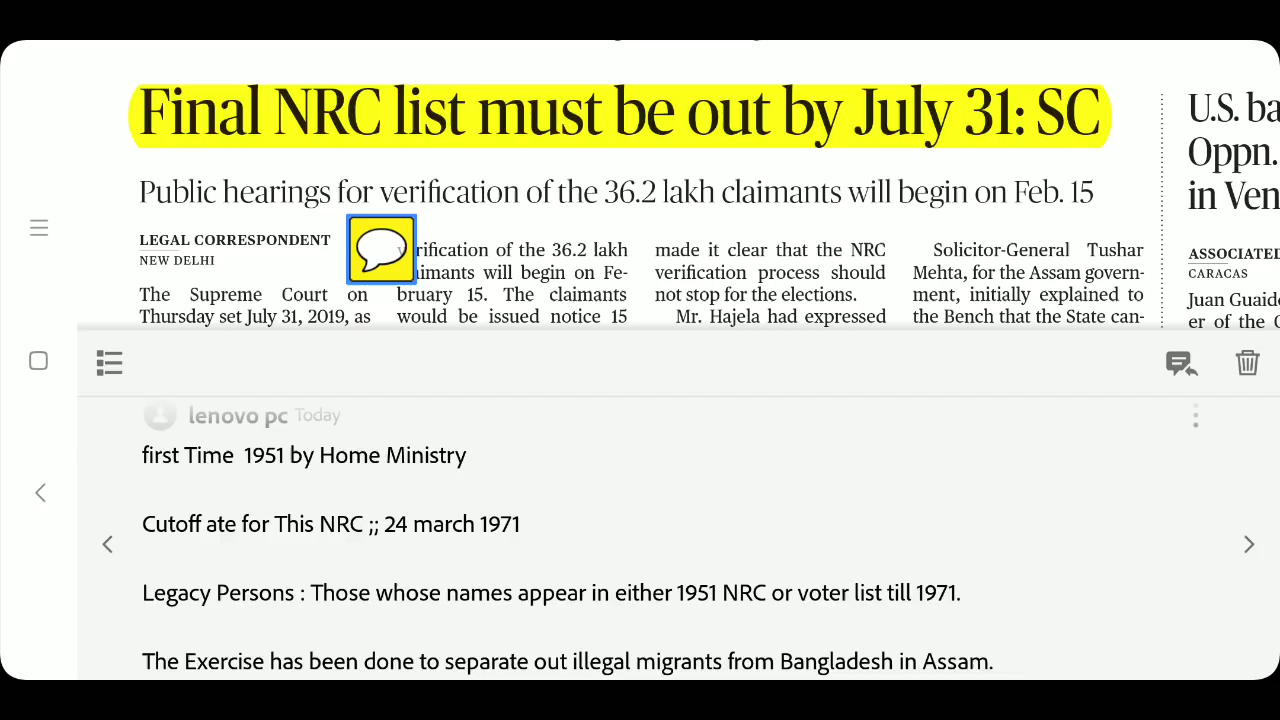 Final NRC list must be out by July 31: SC
Public hearings for verification of the 36.2 lakh claimants will begin on Feb. 15
LEGAL CORRESPONDENT
NEW DELHI
The Supreme Court on
Thursday set July 31, 2019, as
erification of the 36.2 lakh
aimants will begin on Fe-
bruary 15. The claimants
would be issued notice 15
made it clear that the NRC
verification process should
not stop for the elections.
Mr. Hajela had expressed
Solicitor-General Tushar
Mehta, for the Assam govern-
ment, initially explained to
the Bench that the State can-
U.S. ba
Oppn.
in Ven
ASSOCIATED
CARACAS
Juan Guaid
er of the
lenovo pc Today
first Time 1951 by Home Ministry
Cutoff ate for This NRC ;; 24 march 1971
Legacy Persons : Those whose names appear in either 1951 NRC or voter list till 1971.
The Exercise has been done to separate out illegal migrants from Bangladesh in Assam.